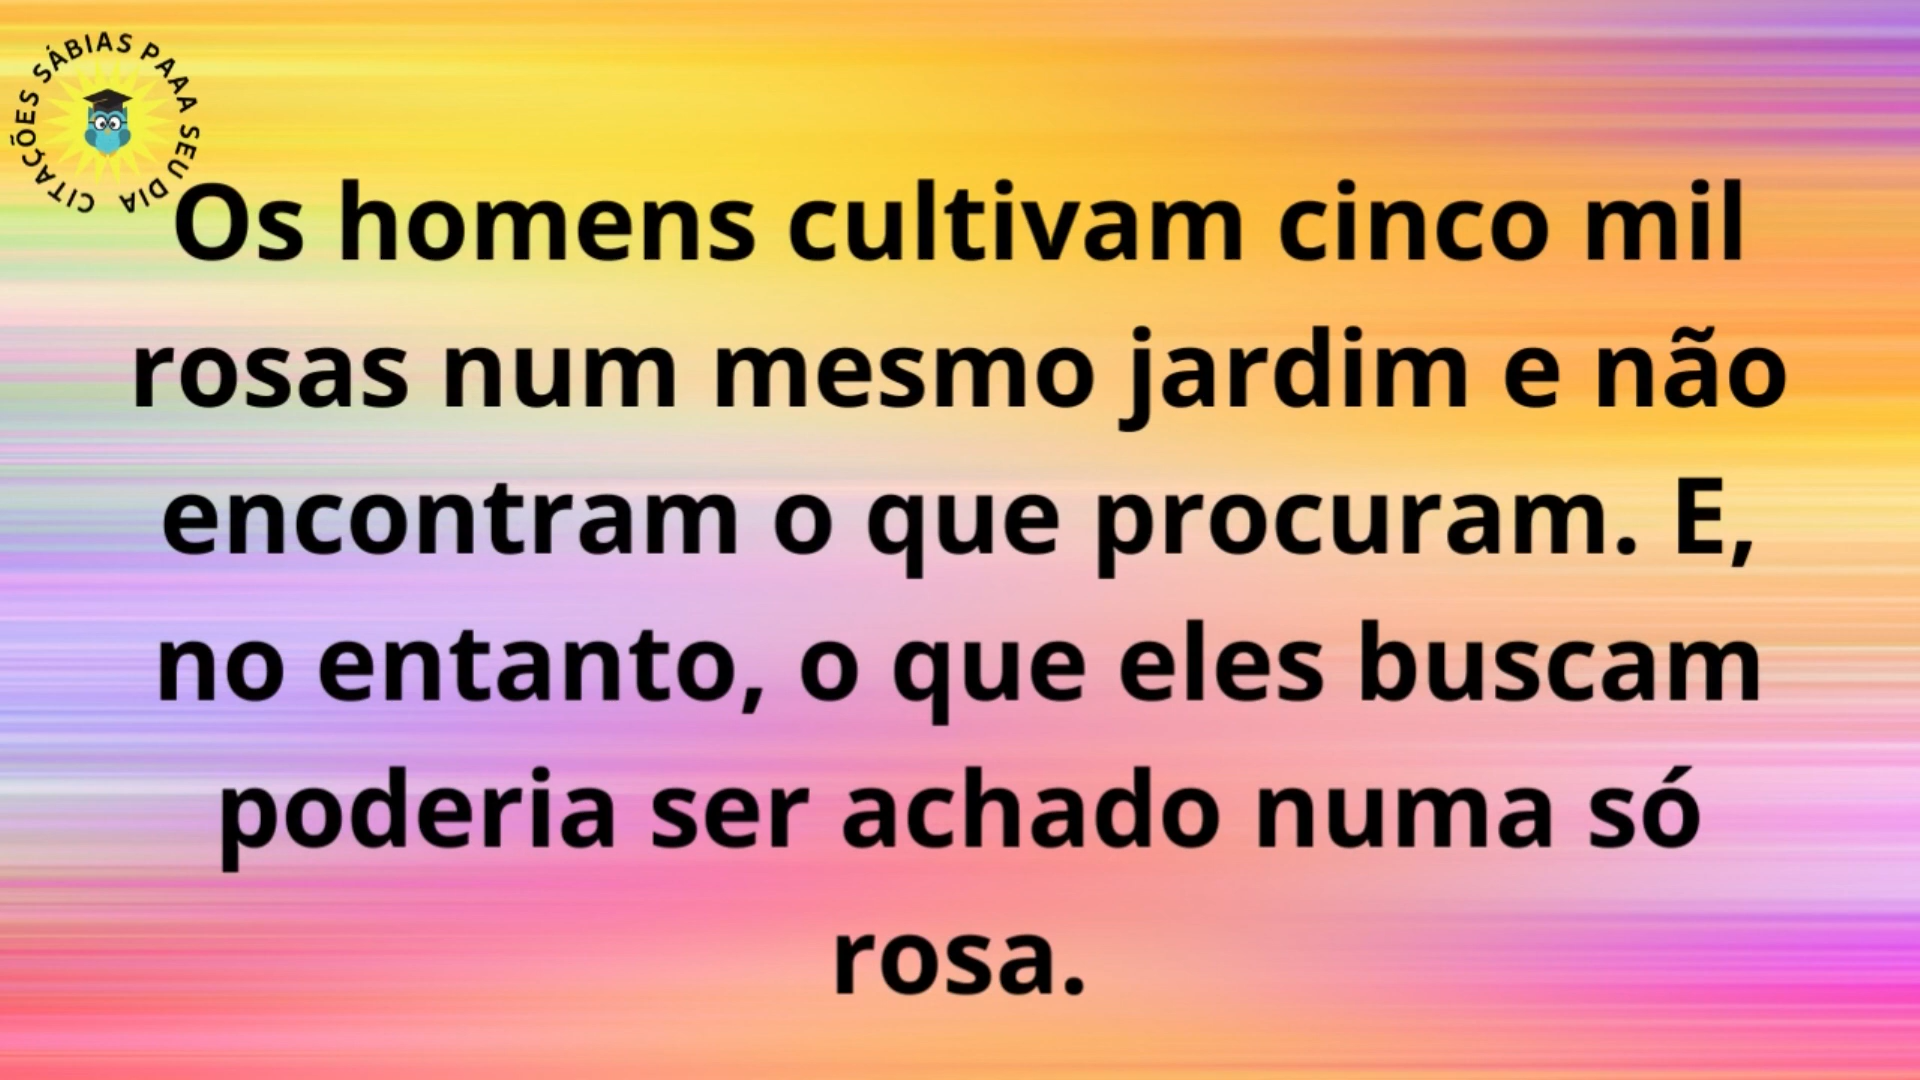 CITAÇÕES SÁBIAS PAAA SEU DIA
Os homens cultivam cinco mil
rosas num mesmo jardim e não
encontram o que procuram. E,
no entanto, o que eles buscam
poderia ser achado numa só
rosa.